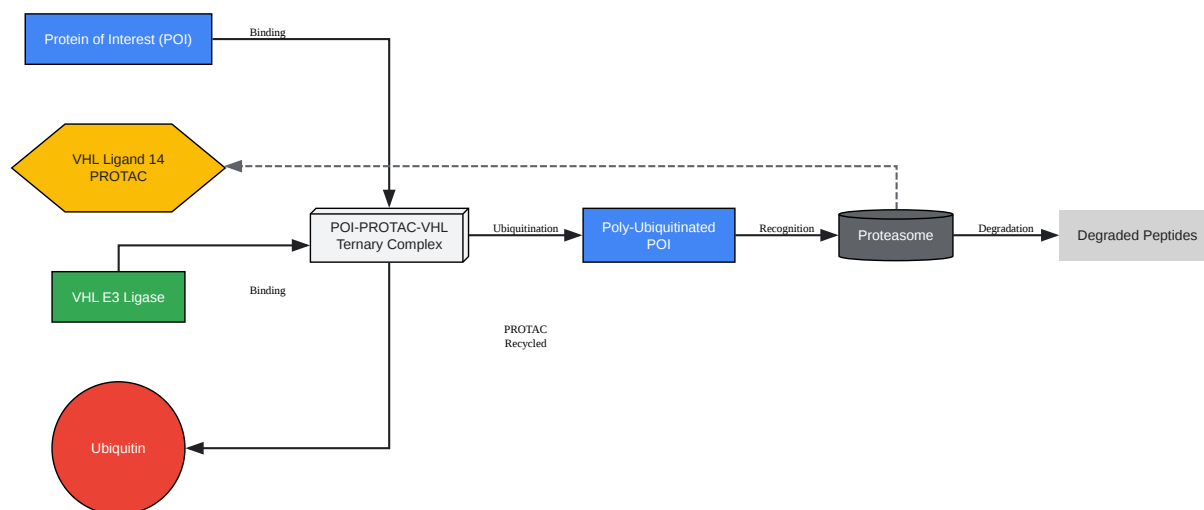 Protein of Interest (POI)
Binding
VHL Ligand 14
PROTAC
POI-PROTAC-VHL
Ternary Complex
Ubiquitination
Poly-Ubiquitinated
POI
Recognition
Proteasome
Degradation
Degraded Peptides
VHL E3 Ligase
Binding
PROTAC
Recycled
Ubiquitin